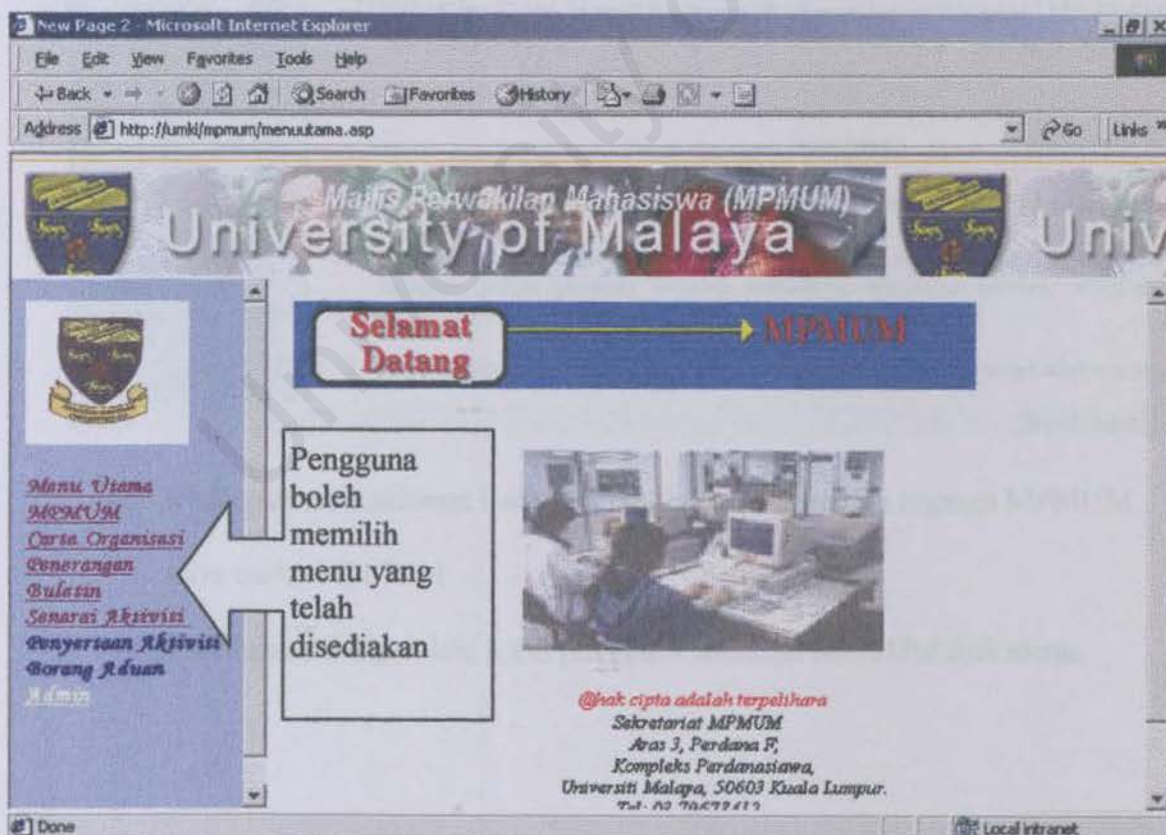 New Page 2 - Microsoft Internet Explorer
File Edit View Favorites Tools Help
Back Search Favorites History
Address http://umki/mpmum/menuutama.asp Go Links
Majlis Perwakilan Mahasiswa (MPMUM)
University of Malaya
Univ
Selamat
Datang
MPMUM
Menu Utama
MPMUM
Carta Organisasi
Penerangan
Buletin
Senarai Aktiviti
Penyertaan Aktiviti
Borang Aduan
Admin
Pengguna
boleh
memilih
menu yang
telah
disediakan
@hak cipta adalah terpelihara
Sekretariat MPMUM
Aras 3, Perdana F,
Kompleks Perdanasiswa,
Universiti Malaya, 50603 Kuala Lumpur.
Done
Local intranet